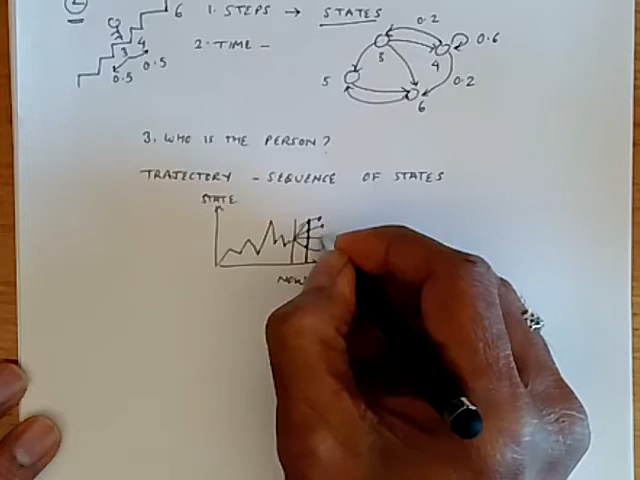 2
6 1. STEPS → STATES
3 4
0.5 0.5
2. TIME –
0.2
3 4 0.6
5 0.2
6
3. WHO IS THE PERSON?
TRAJECTORY – SEQUENCE OF STATES
STATE
NOW